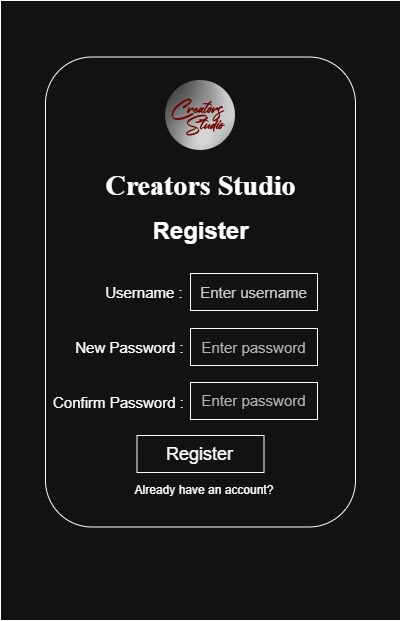 Creators
Studio
Creators Studio
Register
Username : Enter username
New Password : Enter password
Confirm Password : Enter password
Register
Already have an account?